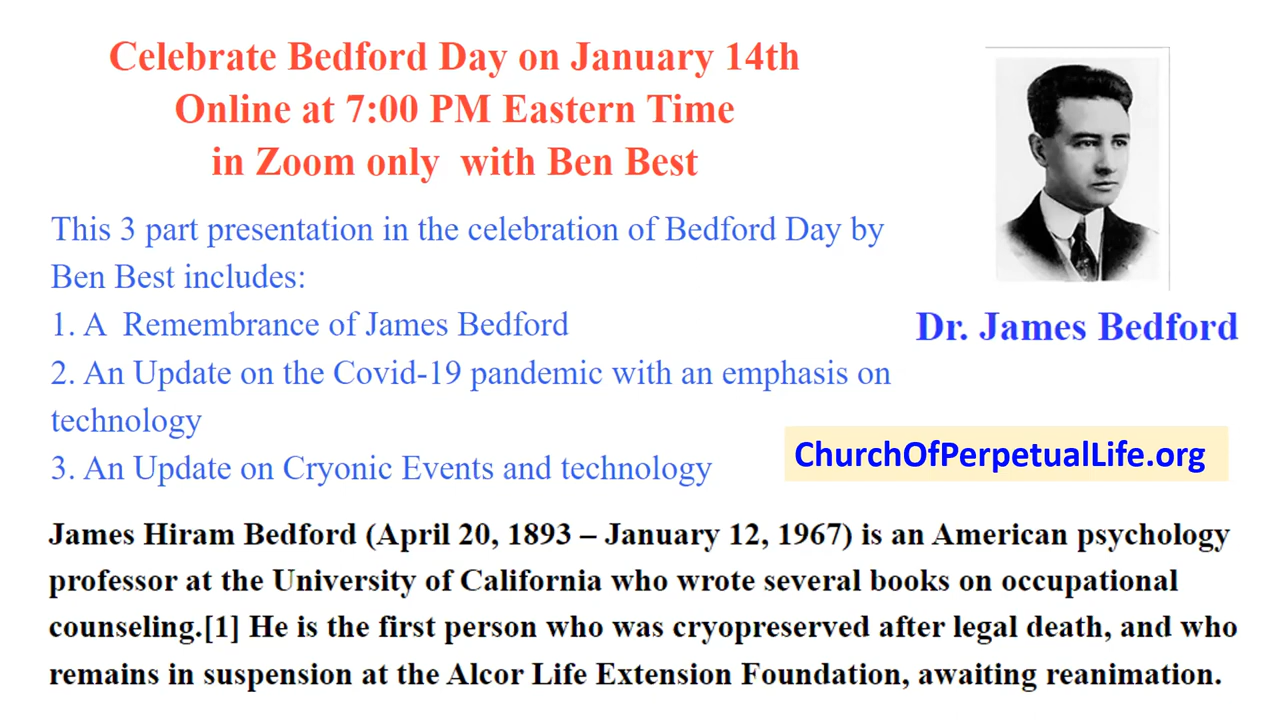 Celebrate Bedford Day on January 14th
Online at 7:00 PM Eastern Time
in Zoom only with Ben Best
This 3 part presentation in the celebration of Bedford Day by
Ben Best includes:
1. A Remembrance of James Bedford
2. An Update on the Covid-19 pandemic with an emphasis on
technology
3. An Update on Cryonic Events and technology
Dr. James Bedford
ChurchOfPerpetualLife.org
James Hiram Bedford (April 20, 1893 – January 12, 1967) is an American psychology
professor at the University of California who wrote several books on occupational
counseling.[1] He is the first person who was cryopreserved after legal death, and who
remains in suspension at the Alcor Life Extension Foundation, awaiting reanimation.